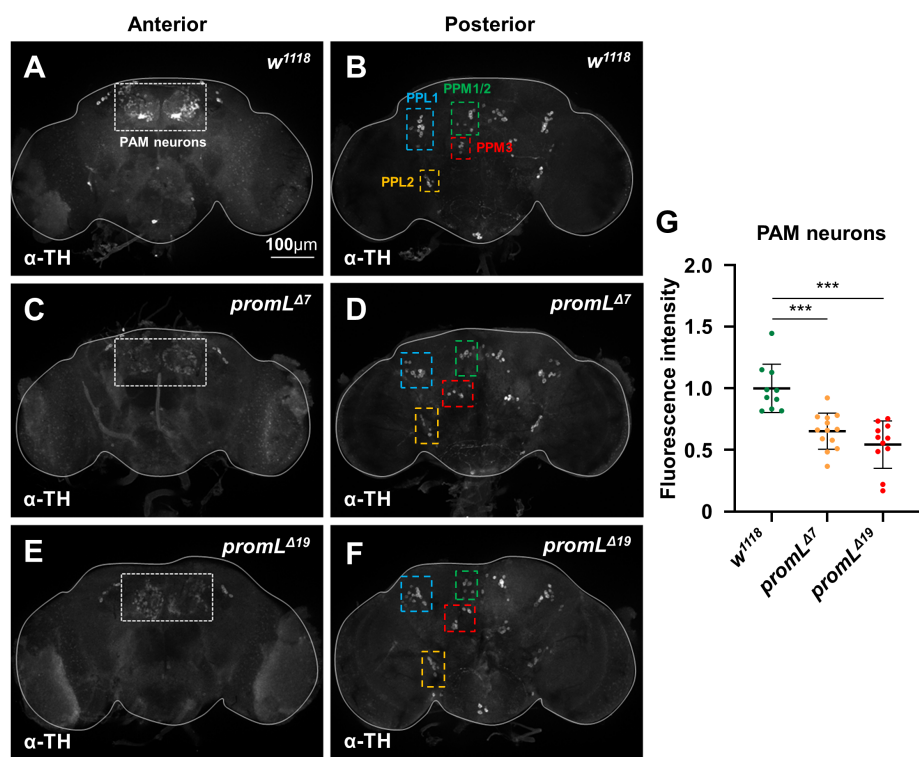 Anterior
Posterior
A
w1118
PAM neurons
α-TH
100μm
B
w1118
PPL1
PPM1/2
PPM3
PPL2
α-TH
C
promLΔ7
α-TH
D
promLΔ7
α-TH
E
promLΔ19
α-TH
F
promLΔ19
α-TH
G
PAM neurons
Fluorescence intensity
2.0
1.5
1.0
0.5
0
***
***
w1118
promLΔ7
promLΔ19